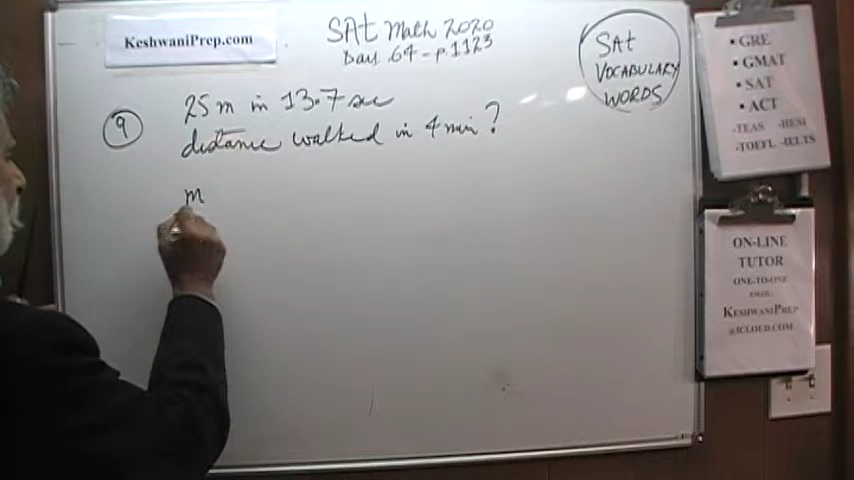 KeshwaniPrep.com
SAt Math 2020
Day 64 - p.1123
SAt
VOCABULARY
WORDS
9
25 m in 13.7 sec
distance walked in 4 min?
m
• GRE
• GMAT
• SAT
• ACT
-TEAS -HESI
-TOEFL -IELTS
ON-LINE
TUTOR
ONE-TO-ONE
EMAIL:
KESHWANIPREP
@ICLOUD.COM